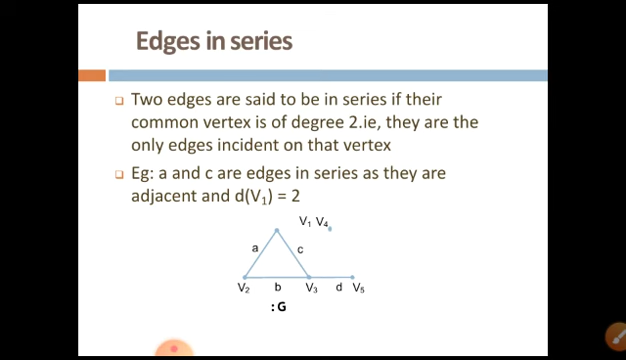 Edges in series
Two edges are said to be in series if their
common vertex is of degree 2.ie, they are the
only edges incident on that vertex
Eg: a and c are edges in series as they are
adjacent and d(V₁) = 2
V₁ V₄
a c
V₂ b V₃ d V₅
: G